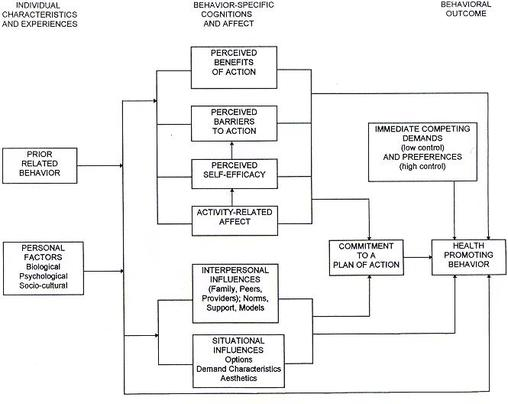 INDIVIDUAL
CHARACTERISTICS
AND EXPERIENCES
BEHAVIOR-SPECIFIC
COGNITIONS
AND AFFECT
BEHAVIORAL
OUTCOME
PERCEIVED
BENEFITS
OF ACTION
PERCEIVED
BARRIERS
TO ACTION
IMMEDIATE COMPETING
DEMANDS
(low control)
AND PREFERENCES
(high control)
PRIOR
RELATED
BEHAVIOR
PERCEIVED
SELF-EFFICACY
ACTIVITY-RELATED
AFFECT
PERSONAL
FACTORS
Biological
Psychological
Socio-cultural
COMMITMENT
TO A
PLAN OF ACTION
HEALTH
PROMOTING
BEHAVIOR
INTERPERSONAL
INFLUENCES
(Family, Peers,
Providers); Norms,
Support, Models
SITUATIONAL
INFLUENCES
Options
Demand Characteristics
Aesthetics